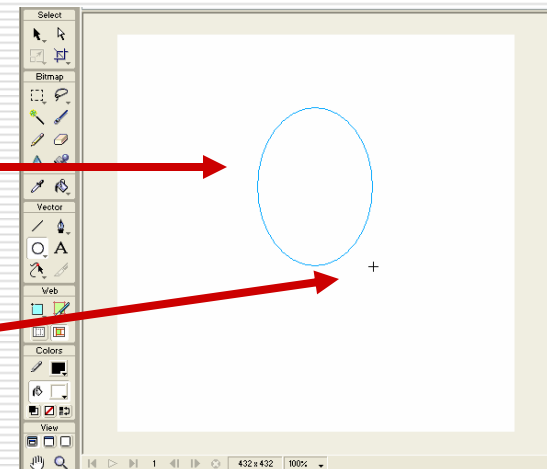 Select
Bitmap
Vector
A
Web
Colors
View
1
432 x 432
100%